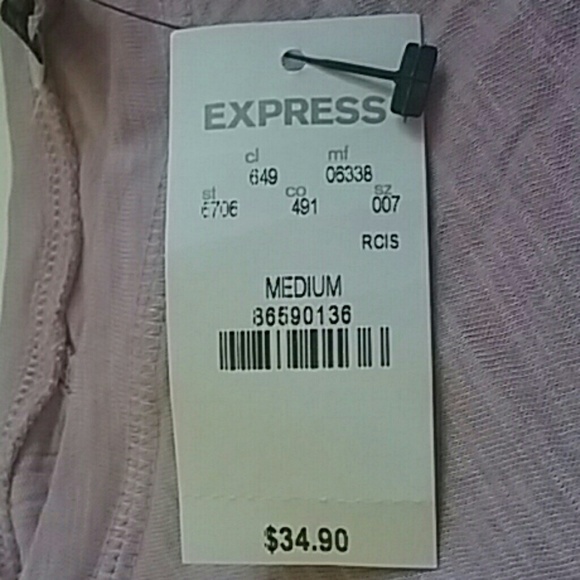 EXPRESS
cl mf
649 06338
st co sz
6706 491 007
RCIS
MEDIUM
86590136
$34.90